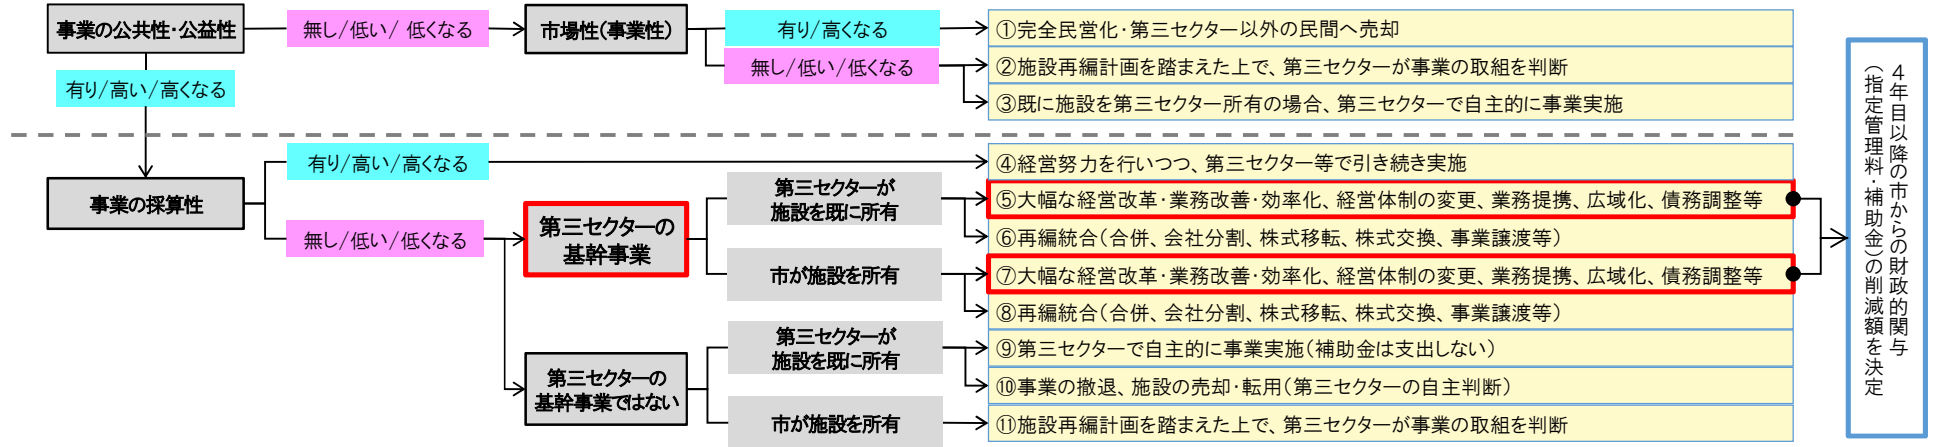 事業の公共性・公益性
無し/低い/ 低くなる
市場性(事業性)
有り/高くなる
①完全民営化・第三セクター以外の民間へ売却
無し/低い/低くなる
②施設再編計画を踏まえた上で、第三セクターが事業の取組を判断
③既に施設を第三セクター所有の場合、第三セクターで自主的に事業実施
有り/高い/高くなる
事業の採算性
有り/高い/高くなる
④経営努力を行いつつ、第三セクター等で引き続き実施
無し/低い/低くなる
第三セクターの
基幹事業
第三セクターが
施設を既に所有
⑤大幅な経営改革・業務改善・効率化、経営体制の変更、業務提携、広域化、債務調整等
⑥再編統合(合併、会社分割、株式移転、株式交換、事業譲渡等)
市が施設を所有
⑦大幅な経営改革・業務改善・効率化、経営体制の変更、業務提携、広域化、債務調整等
⑧再編統合(合併、会社分割、株式移転、株式交換、事業譲渡等)
第三セクターの
基幹事業ではない
第三セクターが
施設を既に所有
⑨第三セクターで自主的に事業実施(補助金は支出しない)
⑩事業の撤退、施設の売却・転用(第三セクターの自主判断)
市が施設を所有
⑪施設再編計画を踏まえた上で、第三セクターが事業の取組を判断
4年目以降の市からの財政的関与
(指定管理料・補助金)の削減額を決定